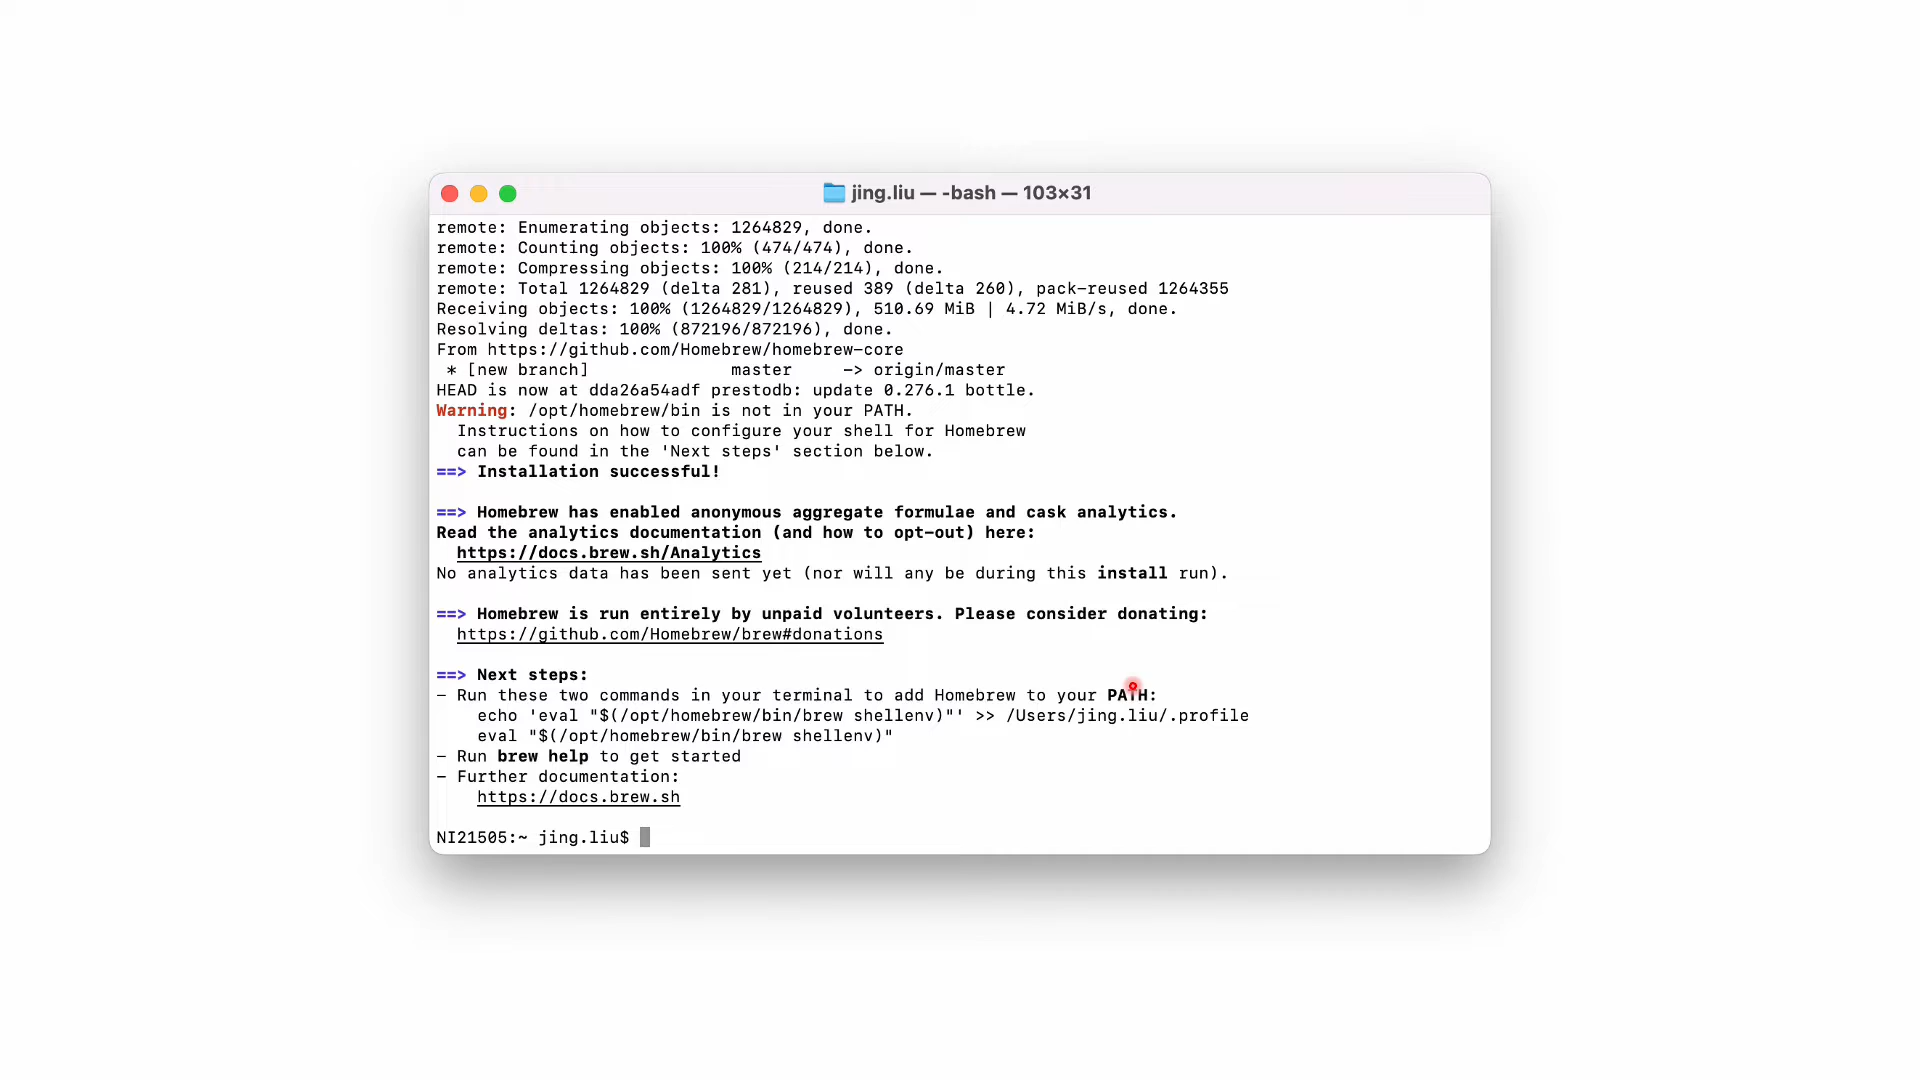 jing.liu — -bash — 103×31
remote: Enumerating objects: 1264829, done.
remote: Counting objects: 100% (474/474), done.
remote: Compressing objects: 100% (214/214), done.
remote: Total 1264829 (delta 281), reused 389 (delta 260), pack-reused 1264355
Receiving objects: 100% (1264829/1264829), 510.69 MiB | 4.72 MiB/s, done.
Resolving deltas: 100% (872196/872196), done.
From https://github.com/Homebrew/homebrew-core
 * [new branch]              master     -> origin/master
HEAD is now at dda26a54adf prestodb: update 0.276.1 bottle.
Warning: /opt/homebrew/bin is not in your PATH.
  Instructions on how to configure your shell for Homebrew
  can be found in the 'Next steps' section below.
==> Installation successful!
==> Homebrew has enabled anonymous aggregate formulae and cask analytics.
Read the analytics documentation (and how to opt-out) here:
  https://docs.brew.sh/Analytics
No analytics data has been sent yet (nor will any be during this install run).
==> Homebrew is run entirely by unpaid volunteers. Please consider donating:
  https://github.com/Homebrew/brew#donations
==> Next steps:
- Run these two commands in your terminal to add Homebrew to your PATH:
    echo 'eval "$(/opt/homebrew/bin/brew shellenv)"' >> /Users/jing.liu/.profile
    eval "$(/opt/homebrew/bin/brew shellenv)"
- Run brew help to get started
- Further documentation:
    https://docs.brew.sh
NI21505:~ jing.liu$